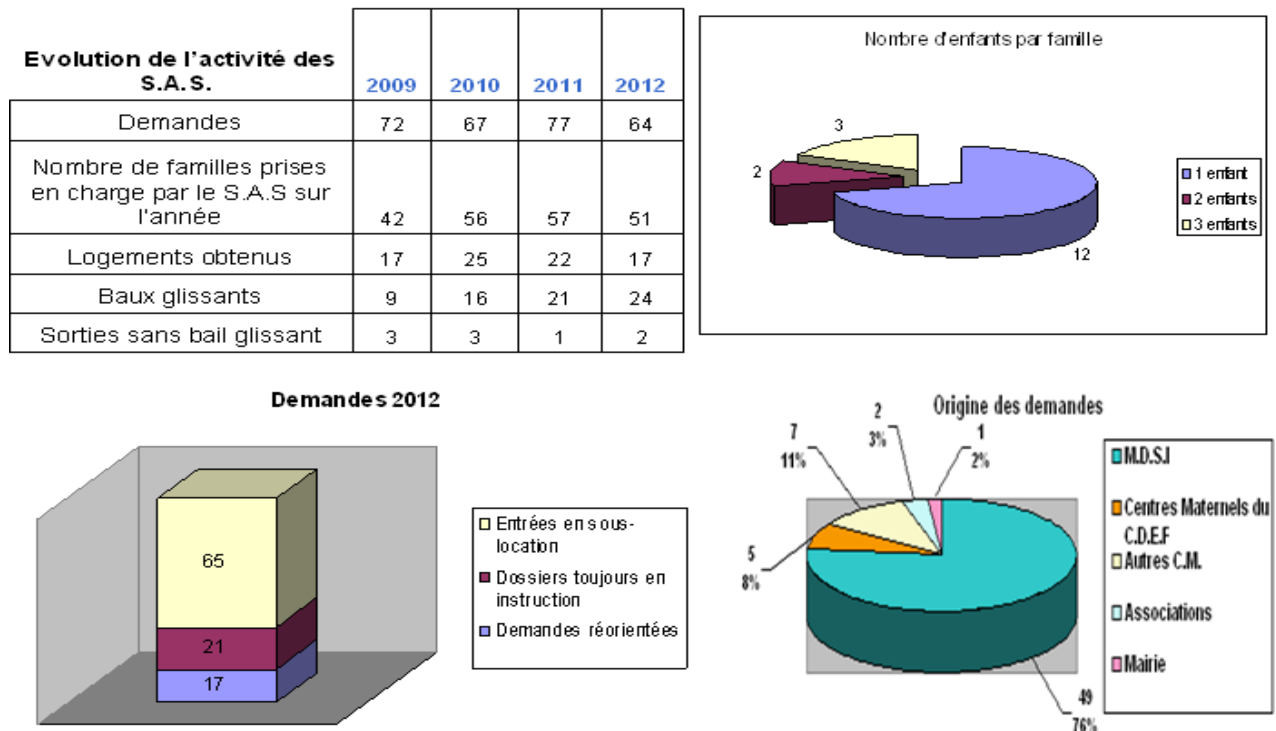 Evolution de l'activité des
S.A.S.
2009 2010 2011 2012
Demandes 72 67 77 64
Nombre de familles prises
en charge par le S.A.S sur
l'année
42 56 57 51
Logements obtenus 17 25 22 17
Baux glissants 9 16 21 24
Sorties sans bail glissant 3 3 1 2
Nombre d'enfants par famille
3
2
12
1 enfant
2 enfants
3 enfants
Demandes 2012
65
21
17
Entrées en sous-
location
Dossiers toujours en
instruction
Demandes réorientées
Origine des demandes
2
3%
1
2%
7
11%
5
8%
49
76%
M.D.S.I
Centres Maternels du
C.D.E.F
Autres C.M.
Associations
Mairie